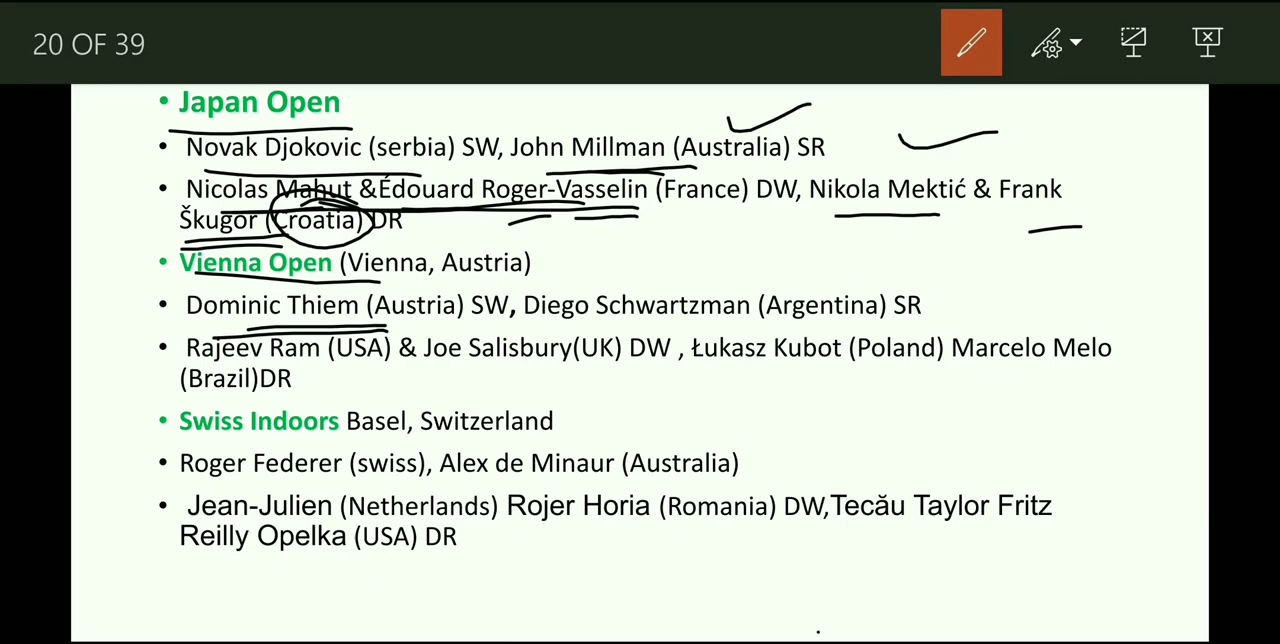 20 OF 39
• Japan Open
• Novak Djokovic (serbia) SW, John Millman (Australia) SR
• Nicolas Mahut &Édouard Roger-Vasselin (France) DW, Nikola Mektić & Frank
Škugor (Croatia) DR
• Vienna Open (Vienna, Austria)
• Dominic Thiem (Austria) SW, Diego Schwartzman (Argentina) SR
• Rajeev Ram (USA) & Joe Salisbury(UK) DW , Łukasz Kubot (Poland) Marcelo Melo
(Brazil)DR
• Swiss Indoors Basel, Switzerland
• Roger Federer (swiss), Alex de Minaur (Australia)
• Jean-Julien (Netherlands) Rojer Horia (Romania) DW,Tecău Taylor Fritz
Reilly Opelka (USA) DR